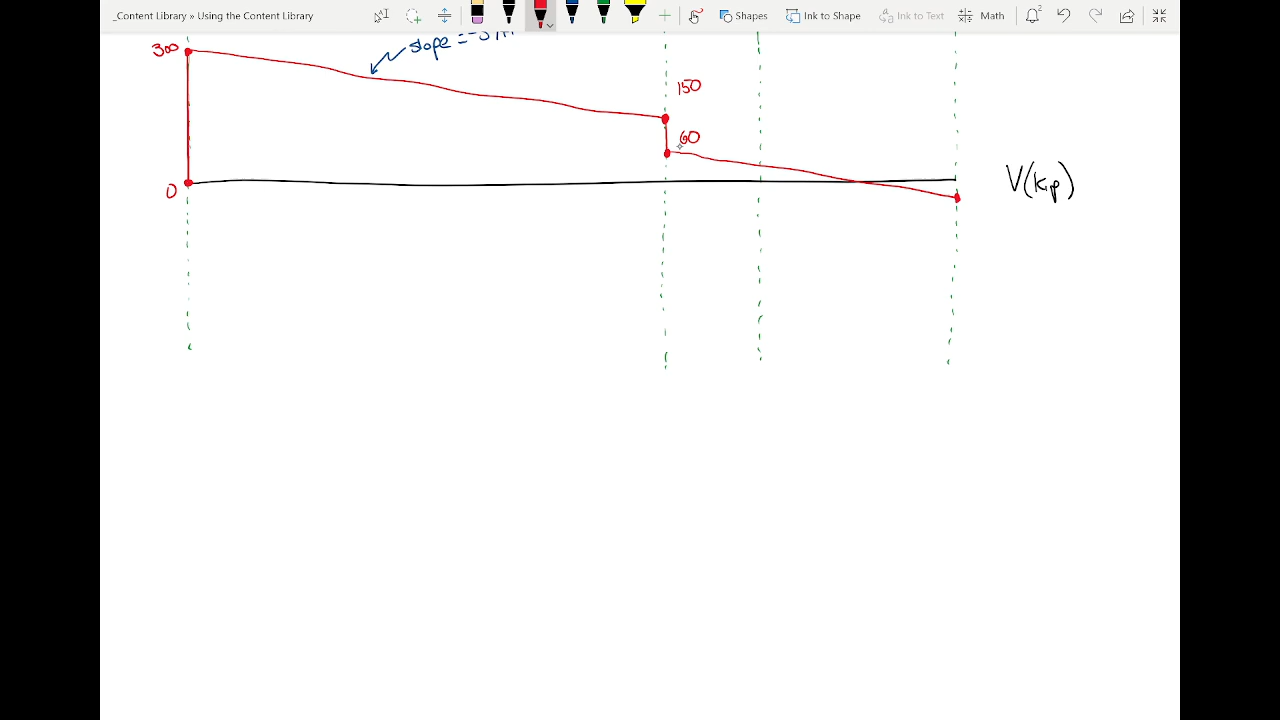 _Content Library » Using the Content Library
Shapes
Ink to Shape
Ink to Text
Math
300
slope =
150
60
0
V(kip)